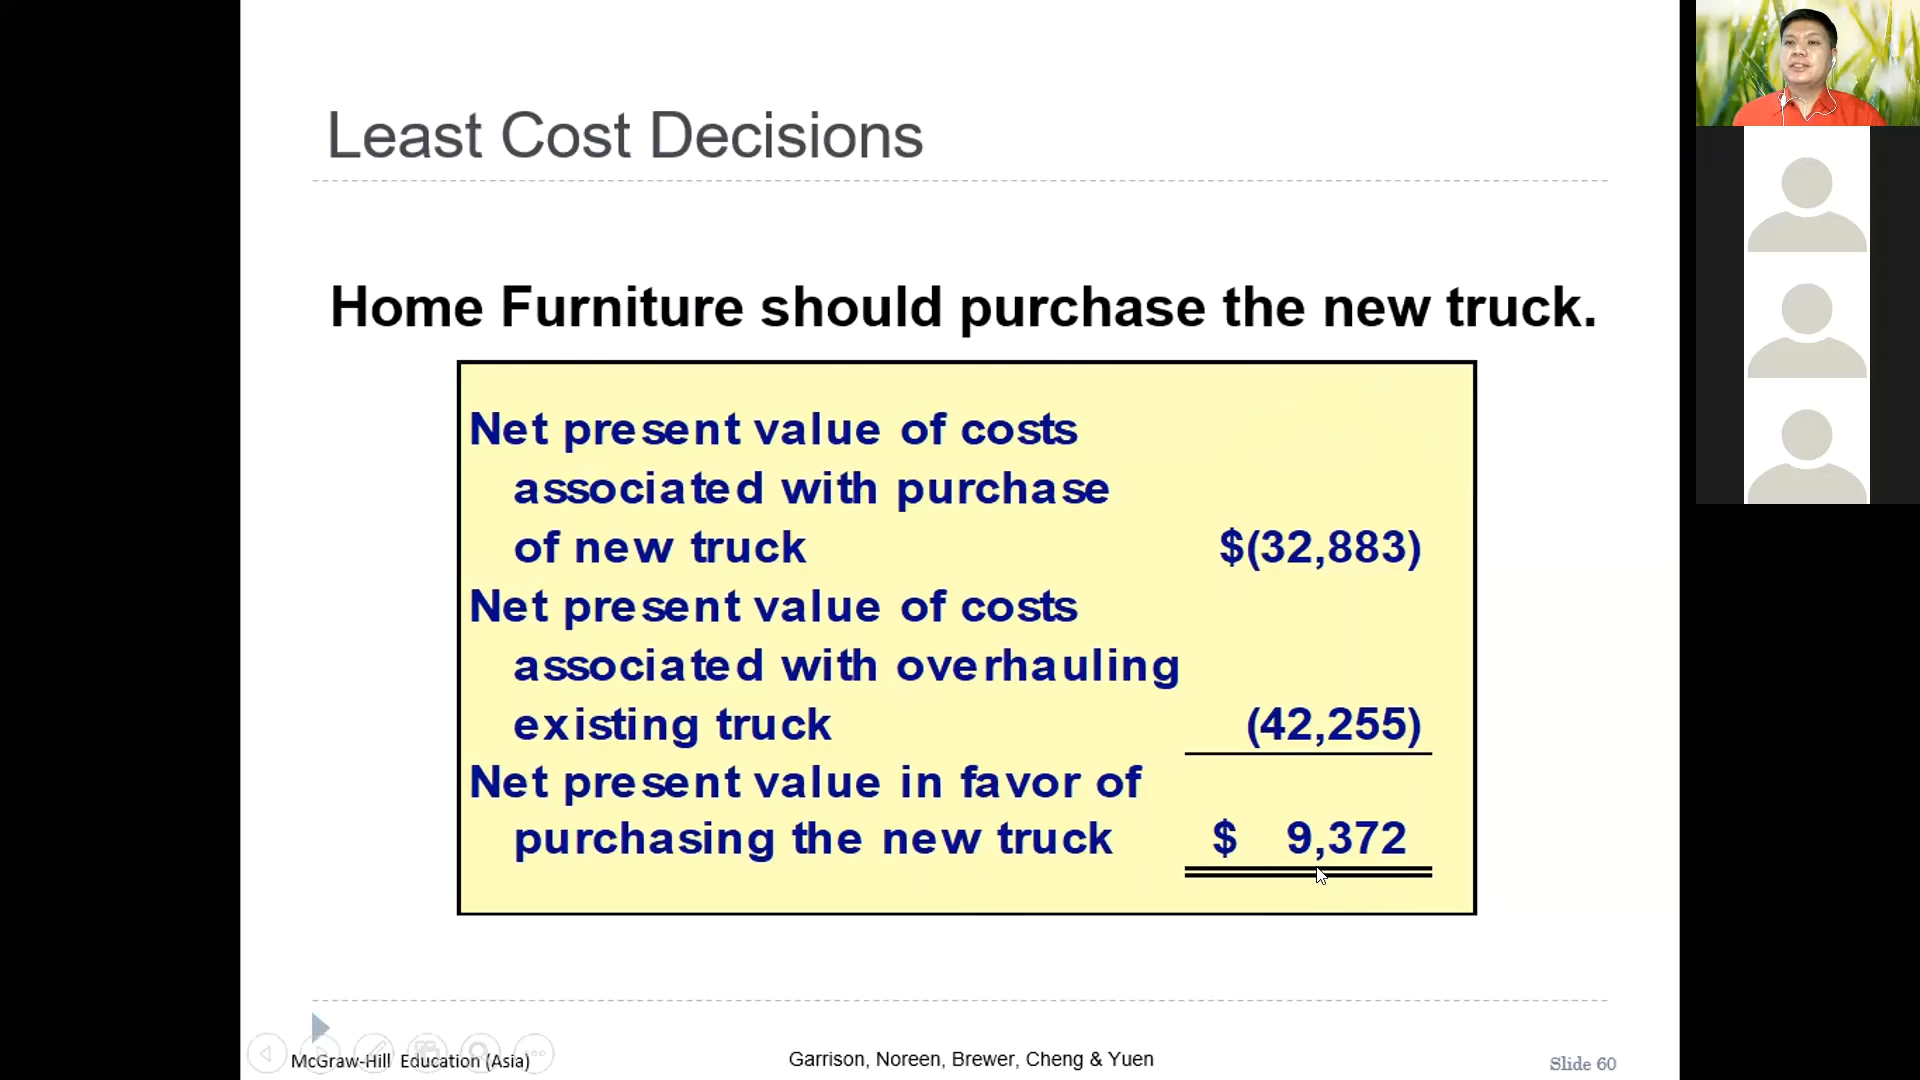 Least Cost Decisions
Home Furniture should purchase the new truck.
Net present value of costs
associated with purchase
of new truck $(32,883)
Net present value of costs
associated with overhauling
existing truck (42,255)
Net present value in favor of
purchasing the new truck $ 9,372
McGraw-Hill Education (Asia)
Garrison, Noreen, Brewer, Cheng & Yuen
Slide 60